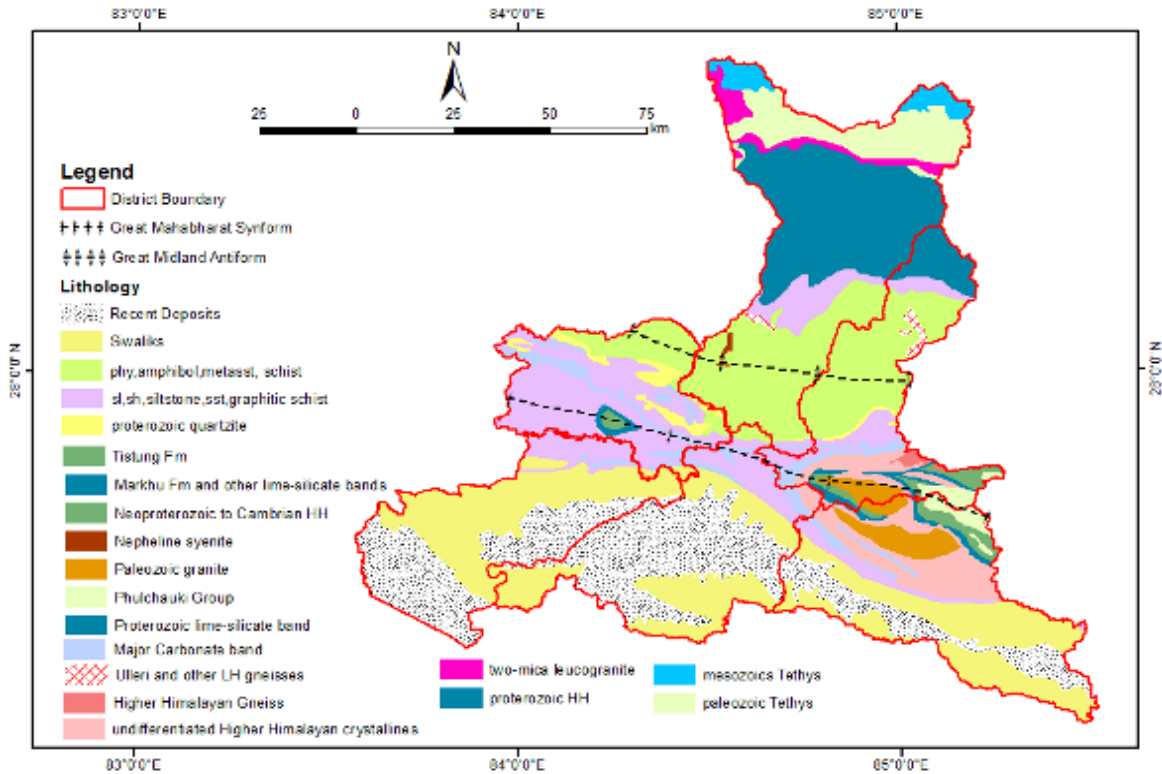 83°0'0"E
84°0'0"E
85°0'0"E
N
25 0 25 50 75
km
28°0'0"N
28°0'0"N
Legend
District Boundary
Great Mahabharat Synform
Great Midland Antiform
Lithology
Recent Deposits
Siwaliks
phy,amphibol,metasst, schist
sl,sh,siltstone,sst,graphitic schist
proterozoic quartzite
Tistung Fm
Markhu Fm and other lime-silicate bands
Neoproterozoic to Cambrian HH
Nepheline syenite
Paleozoic granite
Phulchauki Group
Proterozoic lime-silicate band
Major Carbonate band
Ulleri and other LH gneisses
Higher Himalayan Gneiss
undifferentiated Higher Himalayan crystallines
two-mica leucogranite
proterozoic HH
mesozoics Tethys
paleozoic Tethys
83°0'0"E
84°0'0"E
85°0'0"E